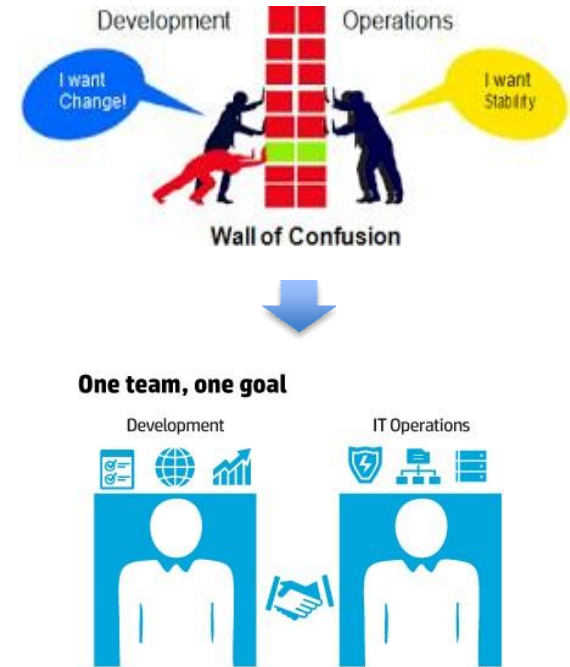 Development Operations
I want
Change!
I want
Stability
Wall of Confusion
One team, one goal
Development IT Operations